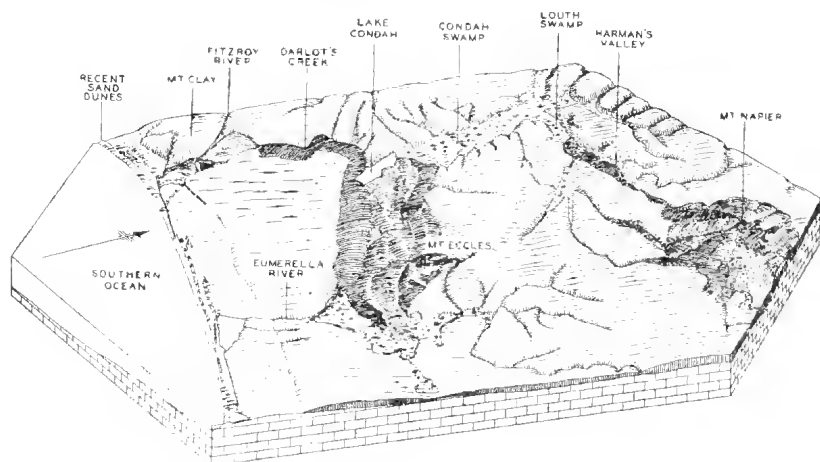 LAKE
CONDAH
CONDAH
SWAMP
LOUTH
SWAMP
HARMAN'S
VALLEY
FITZROY
RIVER
DARLOT'S
CREEK
RECENT
SAND
DUNES
MT CLAY
MT NAPIER
MT ECCLES
EUMERELLA
RIVER
SOUTHERN
OCEAN